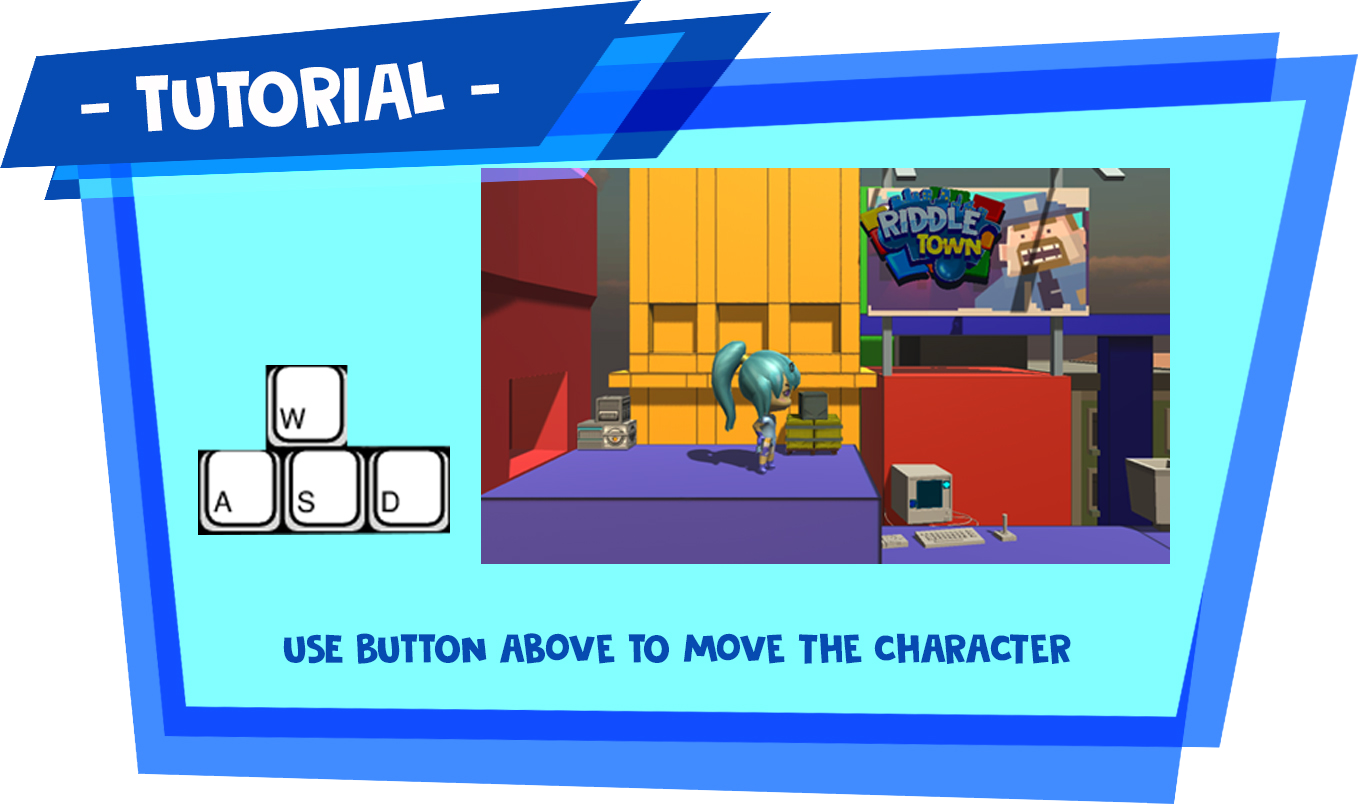 - TUTORIAL -
RIDDLE
TOWN
W
A S D
USE BUTTON ABOVE TO MOVE THE CHARACTER